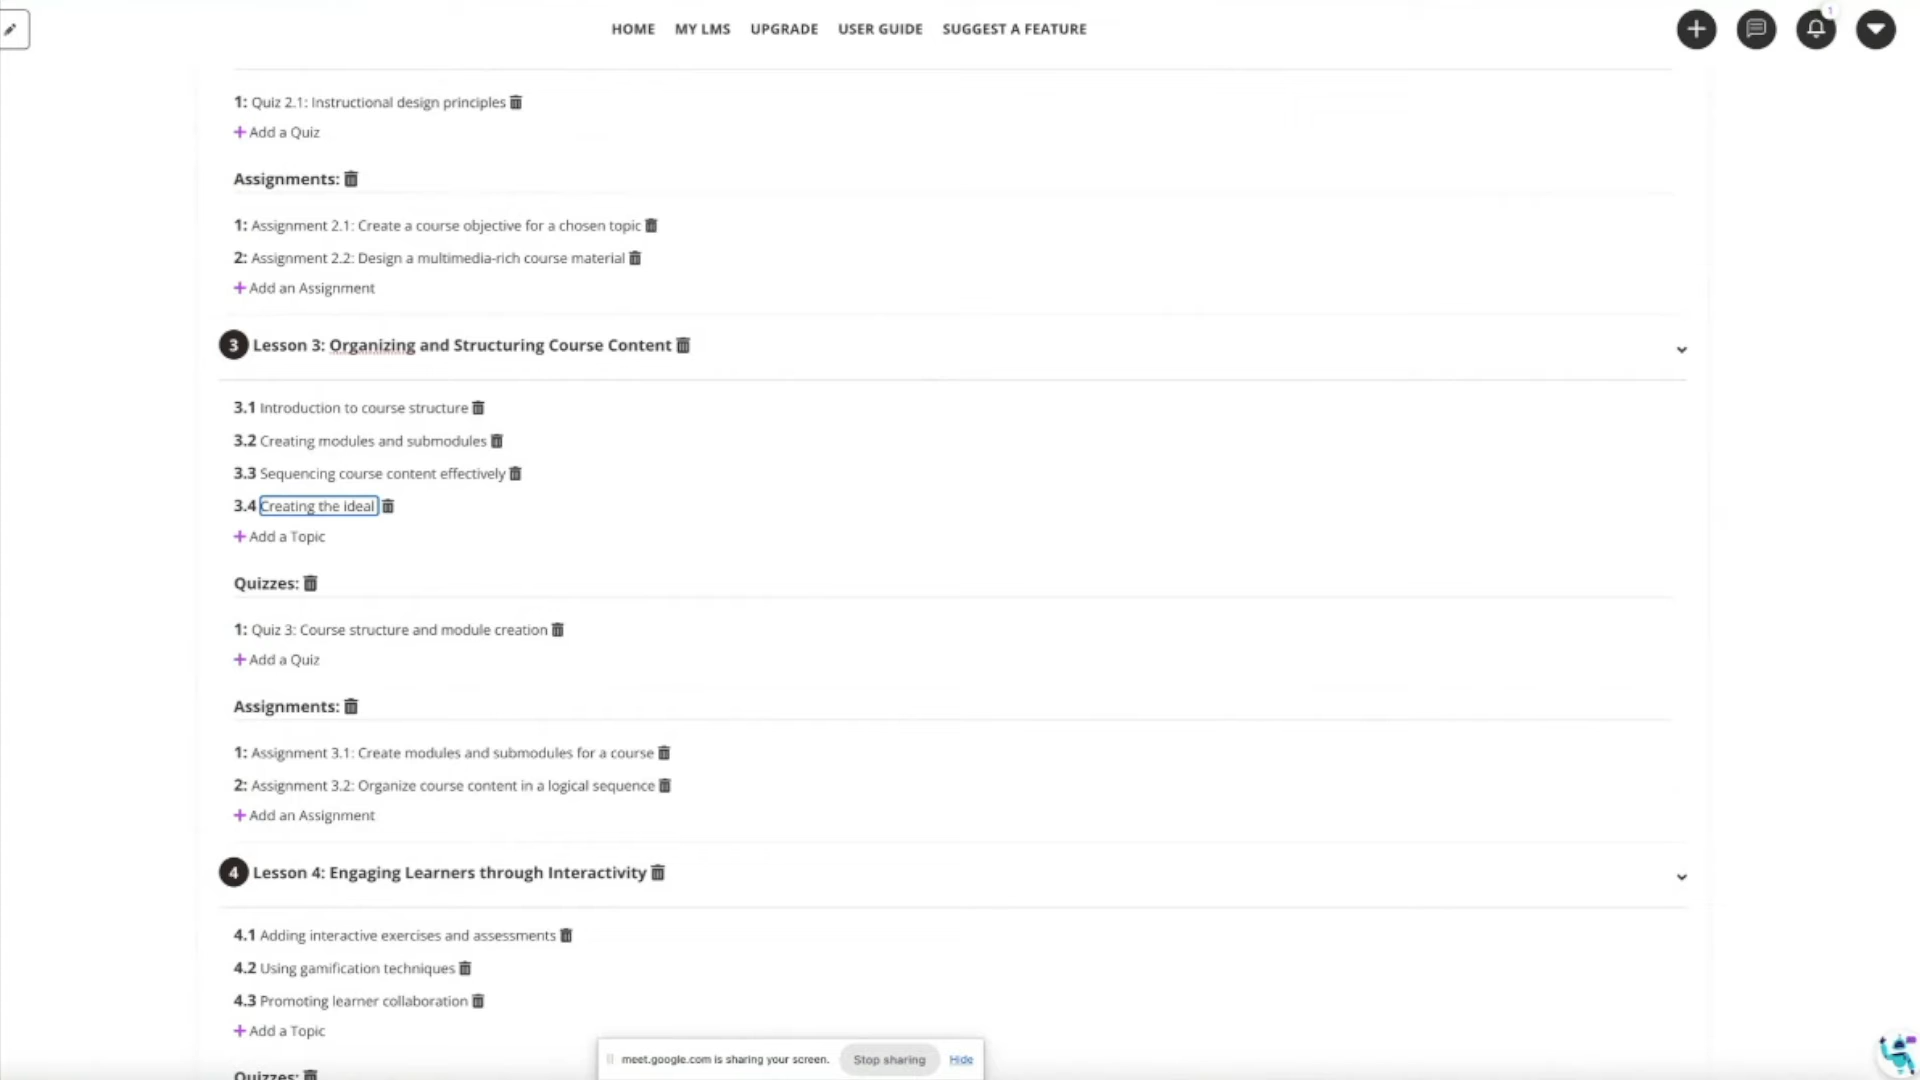 HOME MY LMS UPGRADE USER GUIDE SUGGEST A FEATURE
1
1: Quiz 2.1: Instructional design principles
+ Add a Quiz
Assignments:
1: Assignment 2.1: Create a course objective for a chosen topic
2: Assignment 2.2: Design a multimedia-rich course material
+ Add an Assignment
3 Lesson 3: Organizing and Structuring Course Content
3.1 Introduction to course structure
3.2 Creating modules and submodules
3.3 Sequencing course content effectively
3.4 Creating the ideal
+ Add a Topic
Quizzes:
1: Quiz 3: Course structure and module creation
+ Add a Quiz
Assignments:
1: Assignment 3.1: Create modules and submodules for a course
2: Assignment 3.2: Organize course content in a logical sequence
+ Add an Assignment
4 Lesson 4: Engaging Learners through Interactivity
4.1 Adding interactive exercises and assessments
4.2 Using gamification techniques
4.3 Promoting learner collaboration
+ Add a Topic
meet.google.com is sharing your screen. Stop sharing Hide
Quizzes: